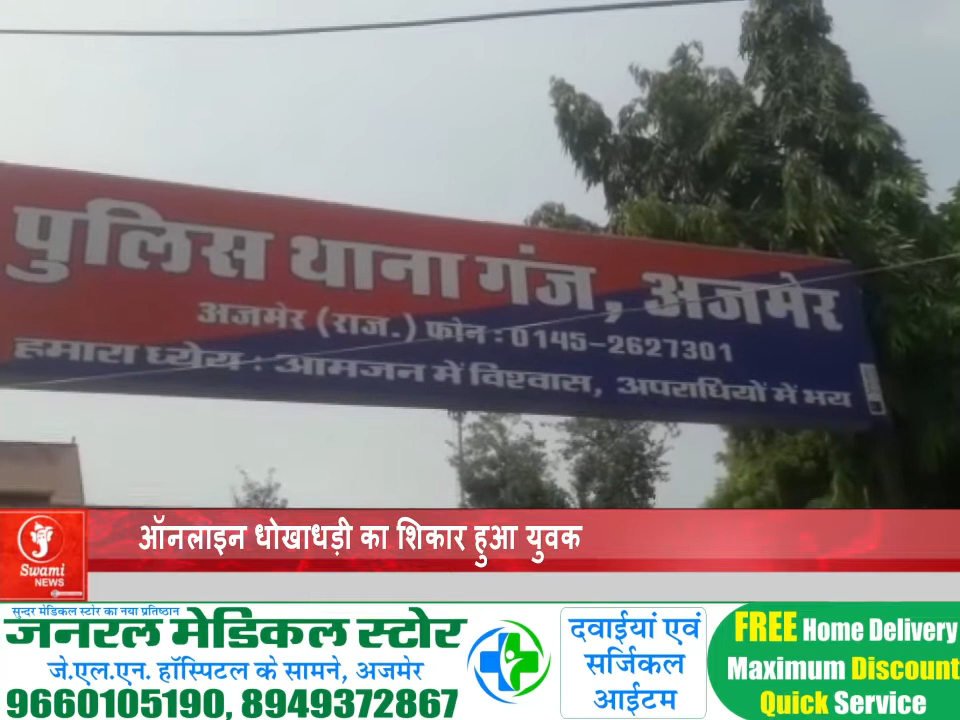 पुलिस थाना गंज, अजमेर
अजमेर (राज.) फोन : 0145-2627301
हमारा ध्येय : आमजन में विश्वास, अपराधियों में भय
ऑनलाइन धोखाधड़ी का शिकार हुआ युवक
Swami
NEWS
सुन्दर मेडिकल स्टोर का नया प्रतिष्ठान
जनरल मेडिकल स्टोर
जे.एल.एन. हॉस्पिटल के सामने, अजमेर
9660105190, 8949372867
दवाईयां एवं
सर्जिकल
आईटम
FREE Home Delivery
Maximum Discount
Quick Service